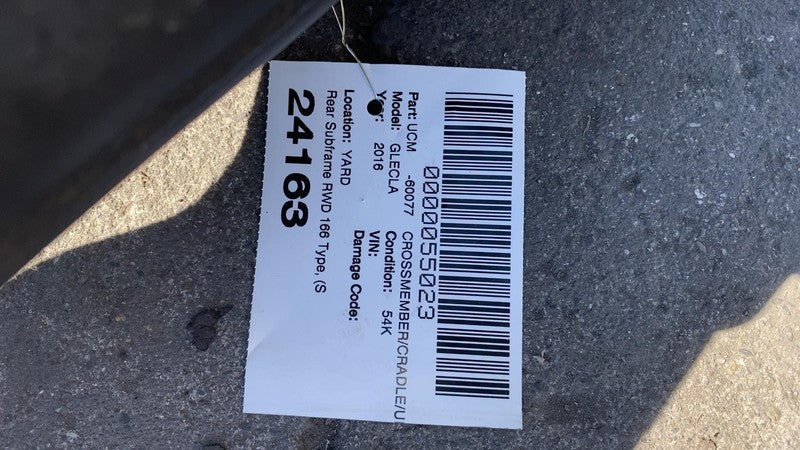 0000055023
Part: UCM -60077 CROSSMEMBER/CRADLE/U
Model: GLECLA Condition: 54K
Year: 2016 VIN:
Location: YARD Damage Code:
Rear Subframe RWD 166 Type, (S
24163